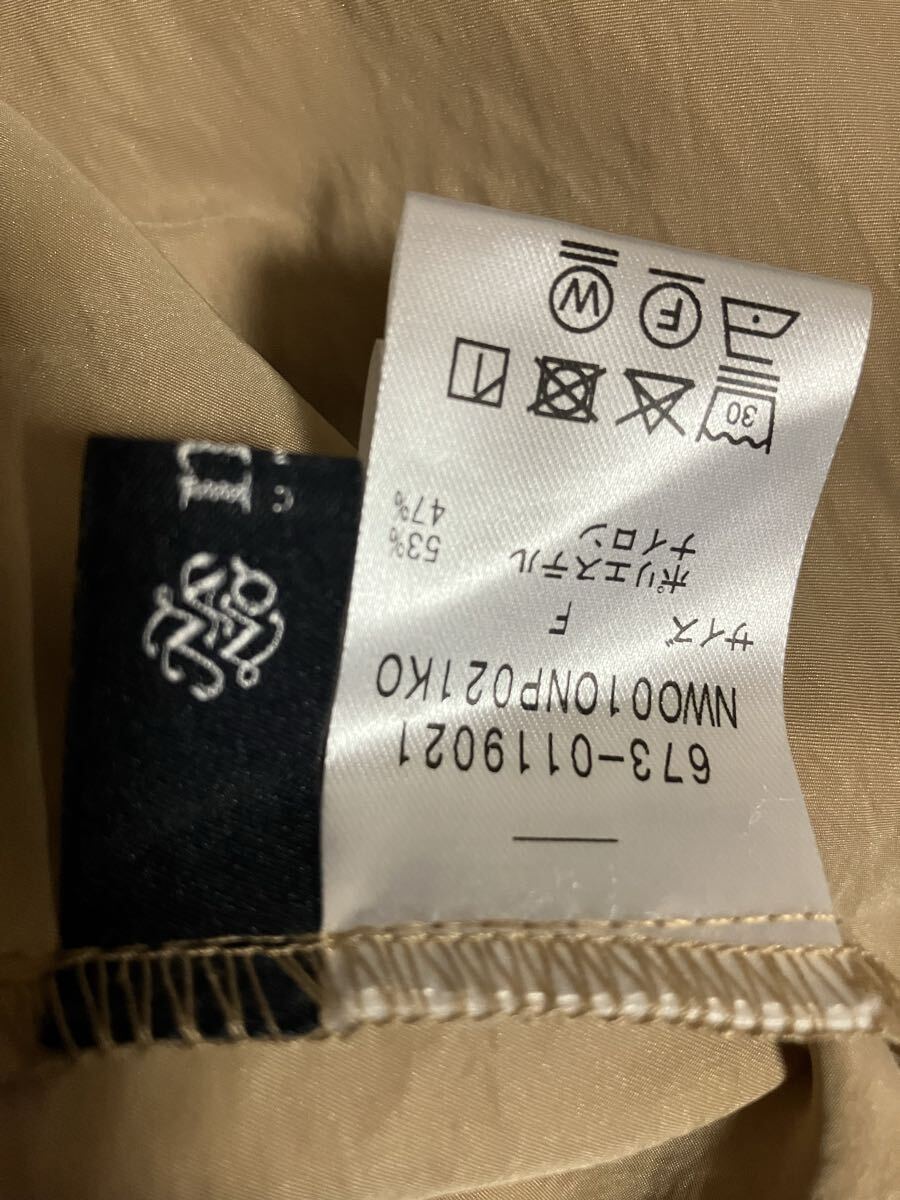 673-0119021
NW0010NP021KO
サイズ F
ポリエステル 53%
ナイロン 47%
30
F
W